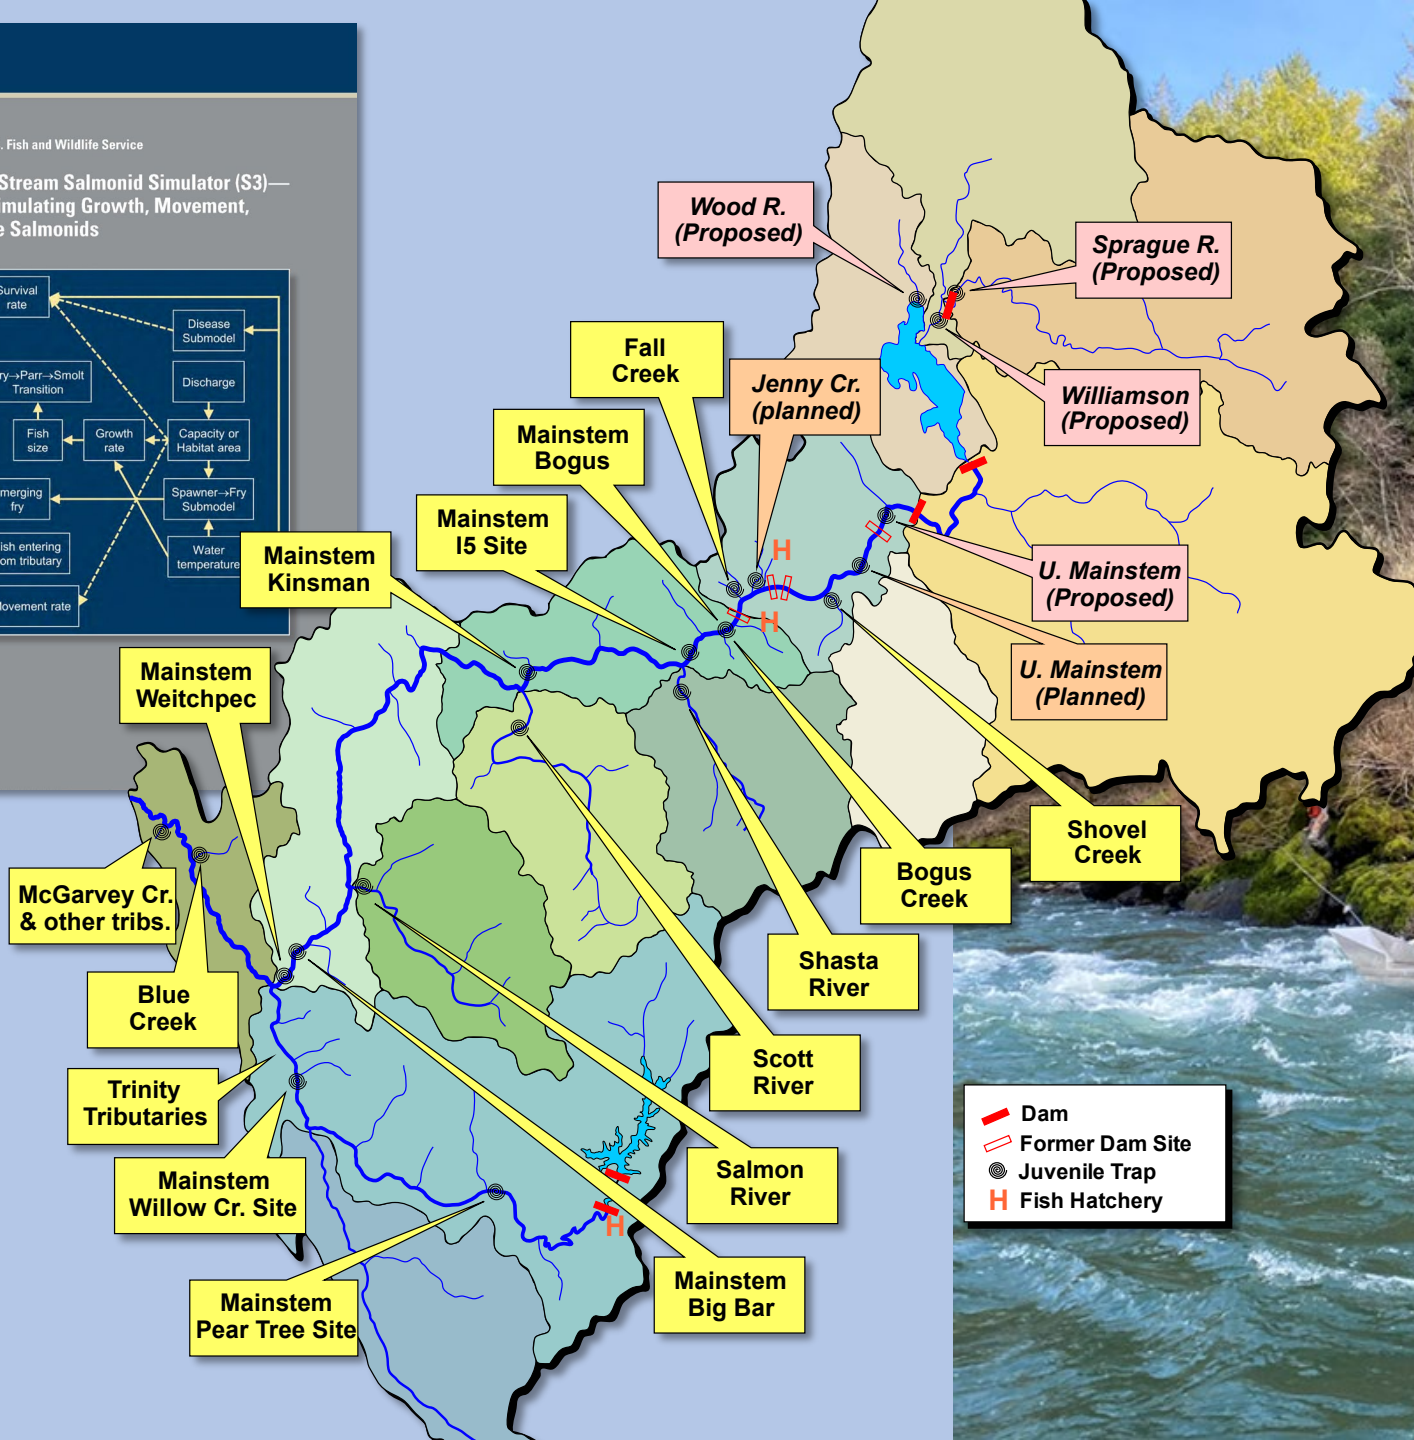 . Fish and Wildlife Service
Stream Salmonid Simulator (S3)—
imulating Growth, Movement,
e Salmonids
Survival
rate
Disease
Submodel
ry→Parr→Smolt
Transition
Discharge
Fish
size
Growth
rate
Capacity or
Habitat area
merging
fry
Spawner→Fry
Submodel
ish entering
om tributary
Water
temperature
Movement rate
Wood R.
(Proposed)
Sprague R.
(Proposed)
Fall
Creek
Jenny Cr.
(planned)
Williamson
(Proposed)
Mainstem
Bogus
Mainstem
I5 Site
Mainstem
Kinsman
H
H
U. Mainstem
(Proposed)
U. Mainstem
(Planned)
Mainstem
Weitchpec
Shovel
Creek
Bogus
Creek
McGarvey Cr.
& other tribs.
Shasta
River
Blue
Creek
Scott
River
Trinity
Tributaries
Salmon
River
Mainstem
Willow Cr. Site
H
Mainstem
Big Bar
Mainstem
Pear Tree Site
Dam
Former Dam Site
Juvenile Trap
H Fish Hatchery